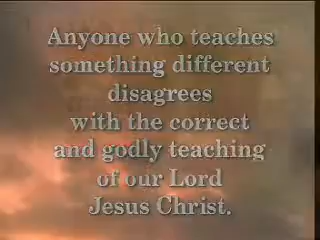 Anyone who teaches
something different
disagrees
with the correct
and godly teaching
of our Lord
Jesus Christ.